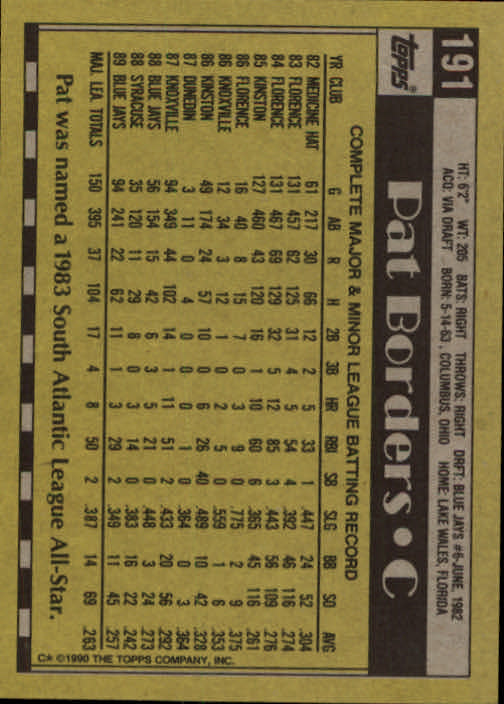 191
topps®
HT: 6'2" WT: 205 BATS: RIGHT THROWS: RIGHT DRFT: BLUE JAYS #6-JUNE, 1982
ACQ: VIA DRAFT BORN: 5-14-63, COLUMBUS, OHIO HOME: LAKE WALES, FLORIDA
Pat Borders • C
COMPLETE MAJOR & MINOR LEAGUE BATTING RECORD
YR CLUB G AB R H 2B 3B HR RBI SB SLG BB SO AVG
82 MEDICINE HAT 61 217 30 66 12 2 5 33 1 .447 24 52 .304
83 FLORENCE 131 457 62 125 31 4 5 54 4 .392 46 116 .274
84 FLORENCE 131 467 69 129 32 5 12 85 3 .443 56 109 .276
85 KINSTON 127 460 43 120 16 1 10 60 6 .365 45 116 .261
86 FLORENCE 16 40 8 15 7 0 3 9 0 .775 2 9 .375
86 KNOXVILLE 12 34 3 12 1 0 2 5 0 .559 1 6 .353
86 KINSTON 49 174 24 57 10 0 6 26 40 .489 10 42 .328
87 DUNEDIN 3 11 0 4 0 0 0 1 0 .364 0 3 .364
87 KNOXVILLE 94 349 44 102 14 1 11 51 2 .433 20 56 .292
88 BLUE JAYS 56 154 15 42 6 3 5 21 0 .448 3 24 .273
88 SYRACUSE 35 120 11 29 8 0 3 14 0 .383 16 22 .242
89 BLUE JAYS 94 241 22 62 11 1 3 29 2 .349 11 45 .257
MAJ. LEA. TOTALS 150 395 37 104 17 4 8 50 2 .387 14 69 .263
Pat was named a 1983 South Atlantic League All-Star.
C* ©1990 THE TOPPS COMPANY, INC.